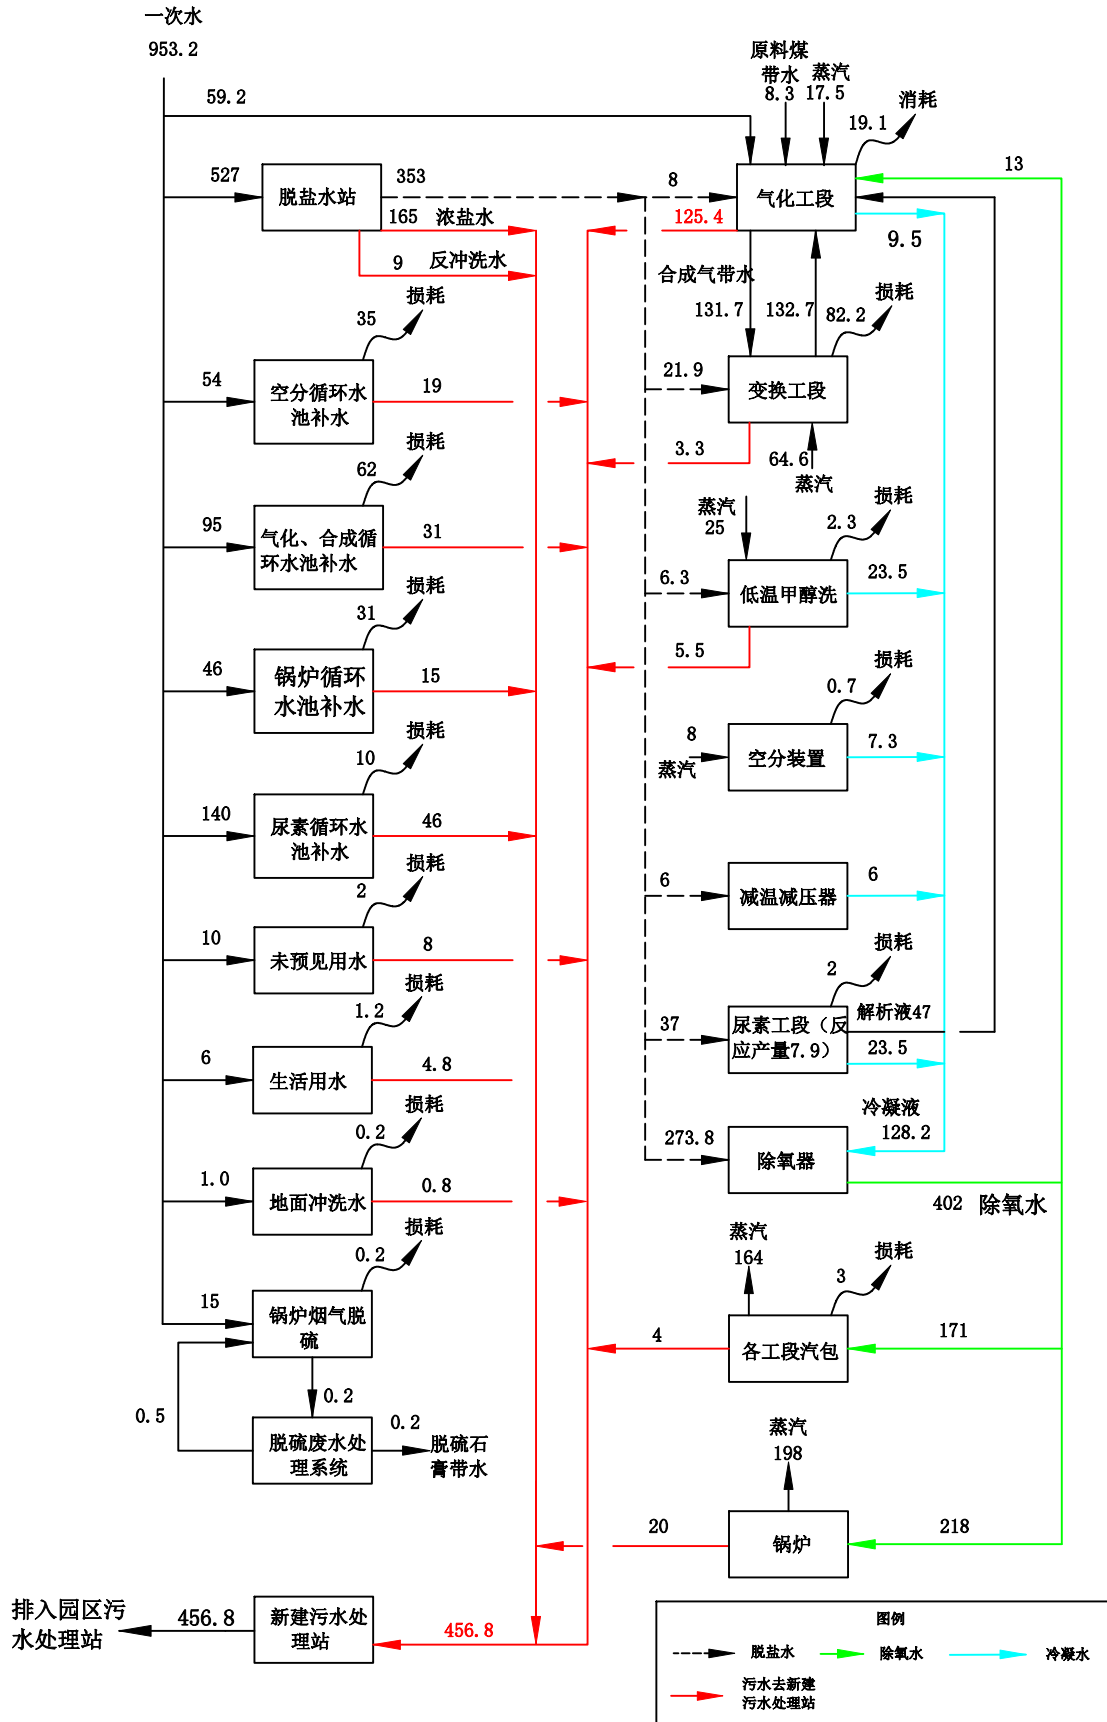 一次水
953.2
59.2
原料煤
带水
8.3
蒸汽
17.5
19.1
消耗
527
脱盐水站
353
8
气化工段
13
165
浓盐水
125.4
9.5
9
反冲洗水
合成气带水
131.7
132.7
82.2
损耗
35
损耗
54
空分循环水
池补水
19
21.9
变换工段
3.3
64.6
蒸汽
62
损耗
95
气化、合成循
环水池补水
31
蒸汽
25
2.3
损耗
6.3
低温甲醇洗
23.5
5.5
31
损耗
46
锅炉循环
水池补水
15
0.7
损耗
8
蒸汽
空分装置
7.3
10
损耗
140
尿素循环水
池补水
46
6
减温减压器
6
2
损耗
10
未预见用水
8
2
损耗
37
尿素工段（反
应产量7.9）
解析液47
23.5
1.2
损耗
6
生活用水
4.8
冷凝液
128.2
273.8
除氧器
402
除氧水
0.2
损耗
1.0
地面冲洗水
0.8
蒸汽
164
3
损耗
4
各工段汽包
171
0.2
损耗
15
锅炉烟气脱
硫
0.2
0.5
脱硫废水处
理系统
0.2
脱硫石
膏带水
蒸汽
198
20
锅炉
218
排入园区污
水处理站
456.8
新建污水处
理站
456.8
图例
脱盐水
除氧水
冷凝水
污水去新建
污水处理站